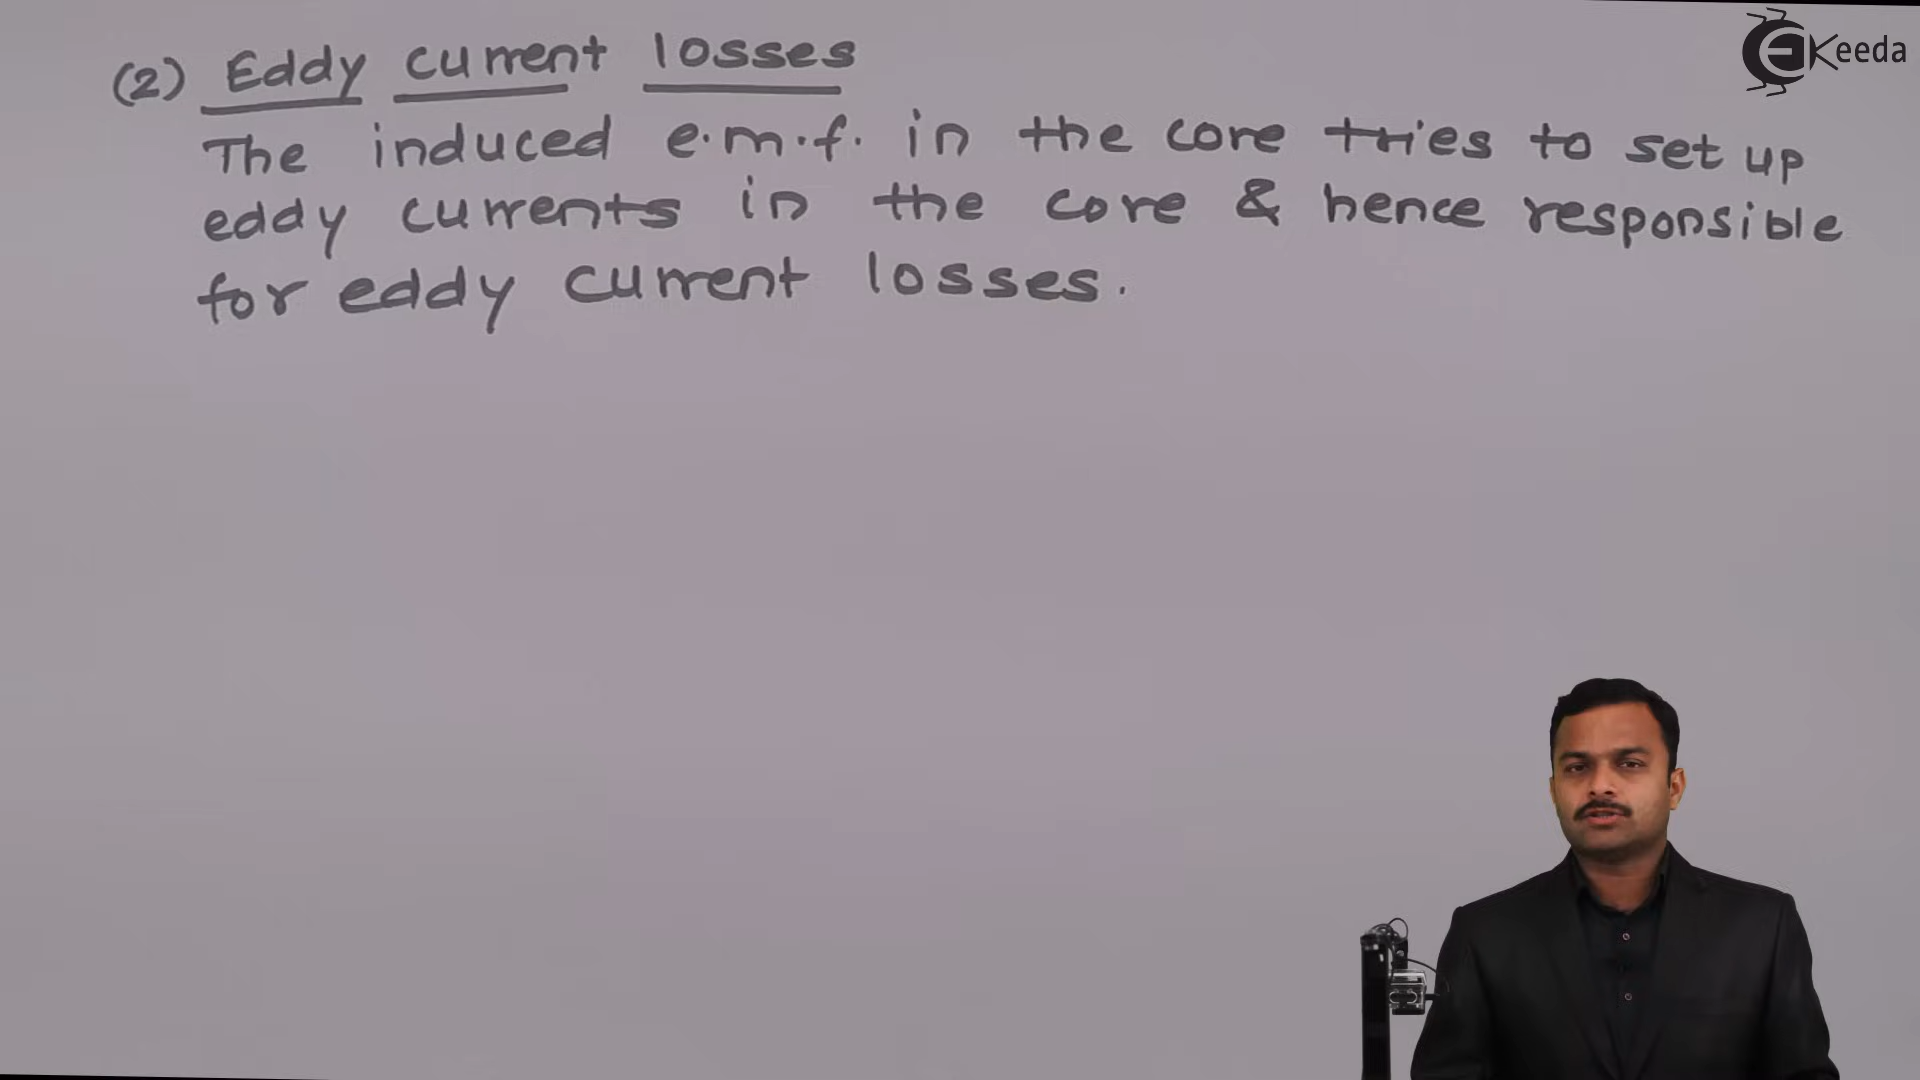 (2) Eddy current losses
EKeeda
The induced e.m.f. in the core tries to set up
eddy currents in the core & hence responsible
for eddy current losses.